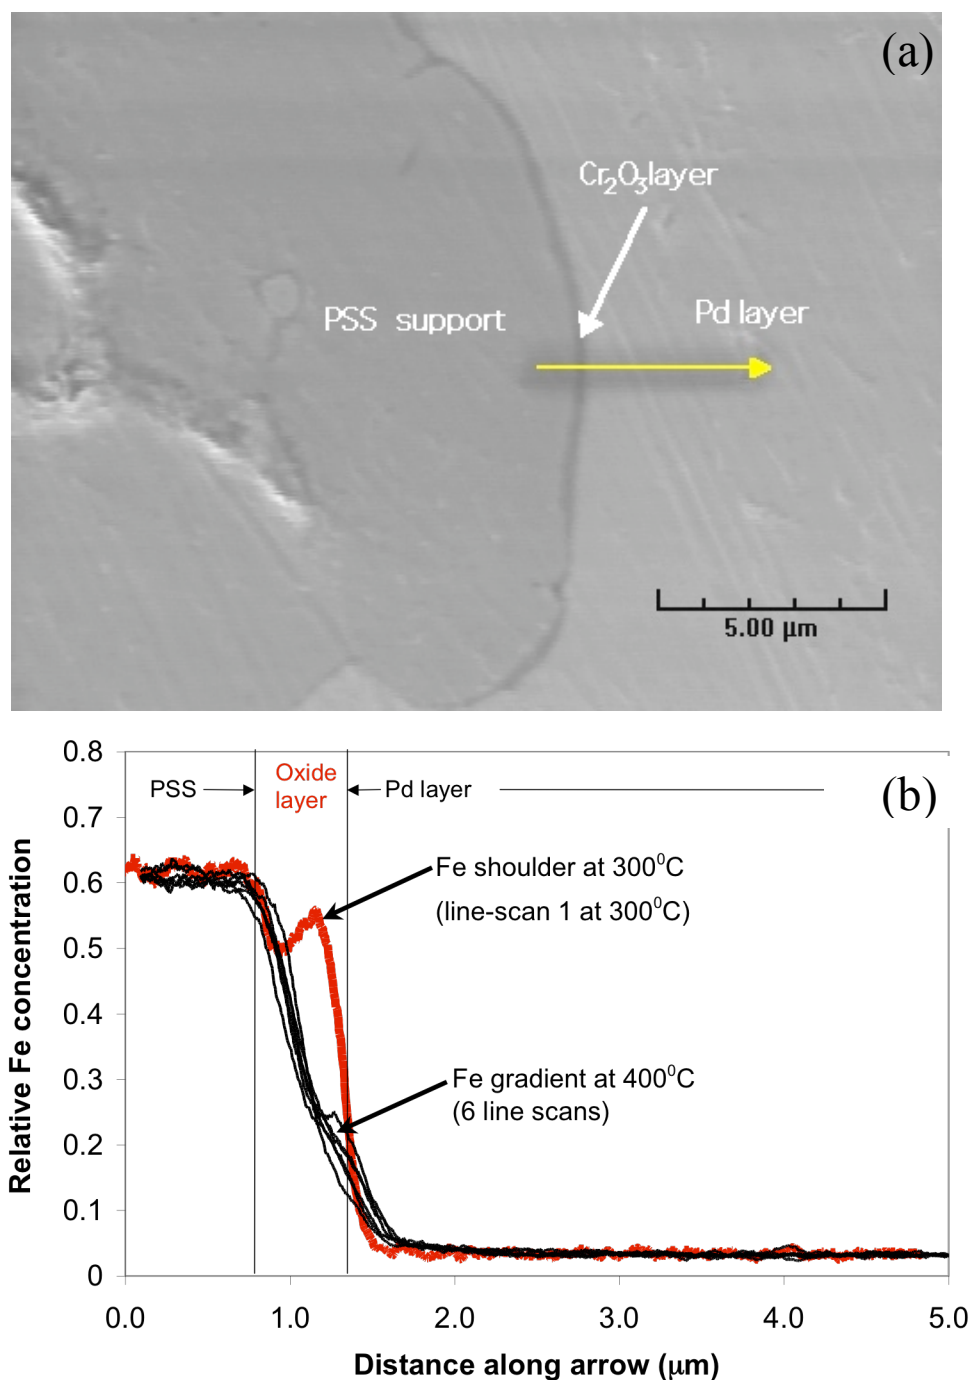 (a)
Cr₂O₃layer
PSS support
Pd layer
5.00 µm
0.8
0.7
0.6
0.5
0.4
0.3
0.2
0.1
0
Relative Fe concentration
PSS
Oxide
layer
Pd layer
(b)
Fe shoulder at 300⁰C
(line-scan 1 at 300⁰C)
Fe gradient at 400⁰C
(6 line scans)
0.0 1.0 2.0 3.0 4.0 5.0
Distance along arrow (µm)